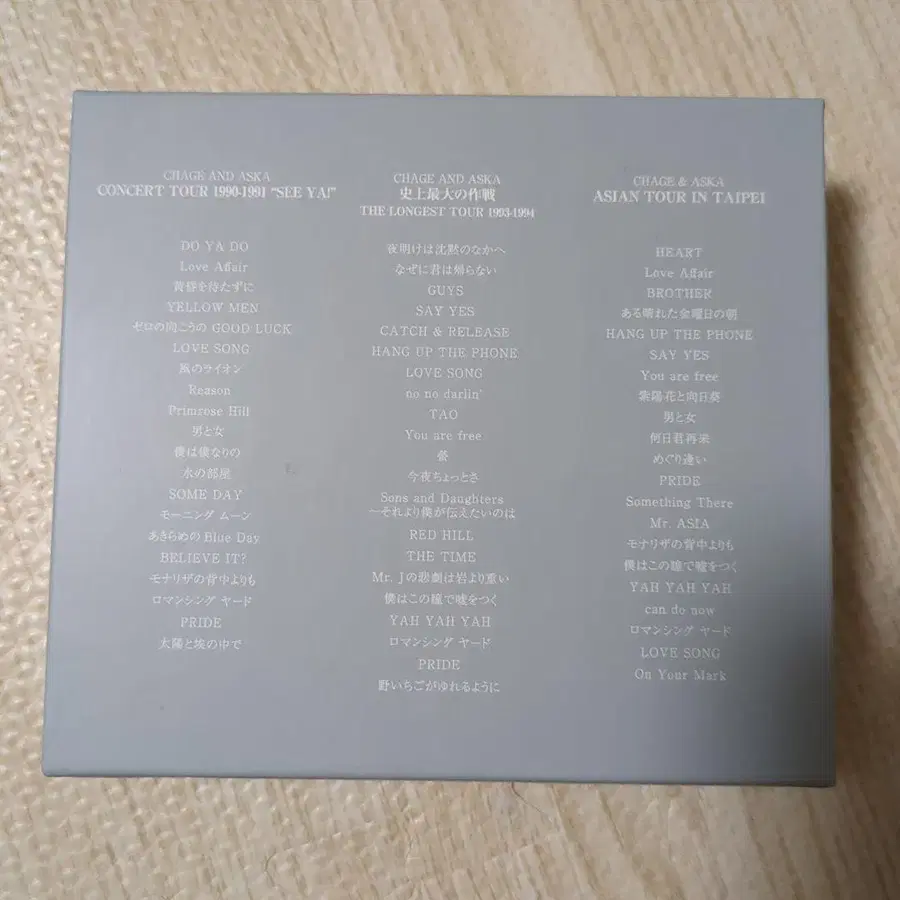 CHAGE AND ASKA
CONCERT TOUR 1990-1991 “SEE YA!”
DO YA DO
Love Affair
黄昏を待たずに
YELLOW MEN
ゼロの向こうの GOOD LUCK
LOVE SONG
風のライオン
Reason
Primrose Hill
男と女
僕は僕なりの
水の部屋
SOME DAY
モーニング ムーン
あきらめの Blue Day
BELIEVE IT?
モナリザの背中よりも
ロマンシング ヤード
PRIDE
太陽と埃の中で
CHAGE AND ASKA
史上最大の作戦
THE LONGEST TOUR 1993-1994
夜明けは沈黙のなかへ
なぜに君は帰らない
GUYS
SAY YES
CATCH & RELEASE
HANG UP THE PHONE
LOVE SONG
no no darlin'
TAO
You are free
螢
今夜ちょっとさ
Sons and Daughters
～それより僕が伝えたいのは
RED HILL
THE TIME
Mr. Jの悲劇は岩より重い
僕はこの瞳で嘘をつく
YAH YAH YAH
ロマンシング ヤード
PRIDE
野いちごがゆれるように
CHAGE & ASKA
ASIAN TOUR IN TAIPEI
HEART
Love Affair
BROTHER
ある晴れた金曜日の朝
HANG UP THE PHONE
SAY YES
You are free
紫陽花と向日葵
男と女
何日君再来
めぐり逢い
PRIDE
Something There
Mr. ASIA
モナリザの背中よりも
僕はこの瞳で嘘をつく
YAH YAH YAH
can do now
ロマンシング ヤード
LOVE SONG
On Your Mark